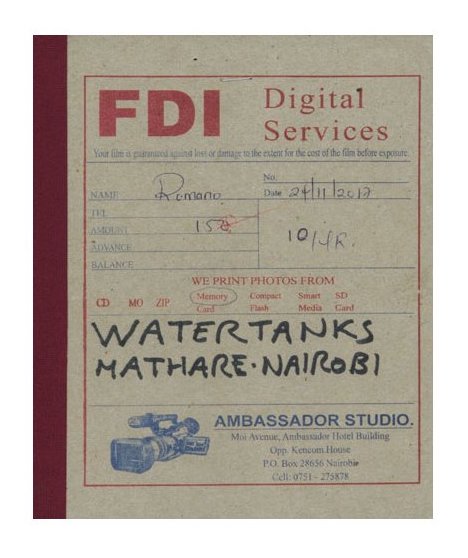 FDI Digital
Services
Your film is guaranteed against loss or damage to the extent for the cost of the film before exposure.
No.
NAME Romano Date 24/11/2012
TEL
AMOUNT 150
ADVANCE
BALANCE
WE PRINT PHOTOS FROM
CD MO ZIP Memory Card Compact Flash Smart Media SD Card
WATERTANKS
MATHARE·NAIROBI
AMBASSADOR STUDIO.
Moi Avenue, Ambassador Hotel Building
Opp. Kencom House
P.O. Box 28656 Nairobi
Cell: 0751 - 275878